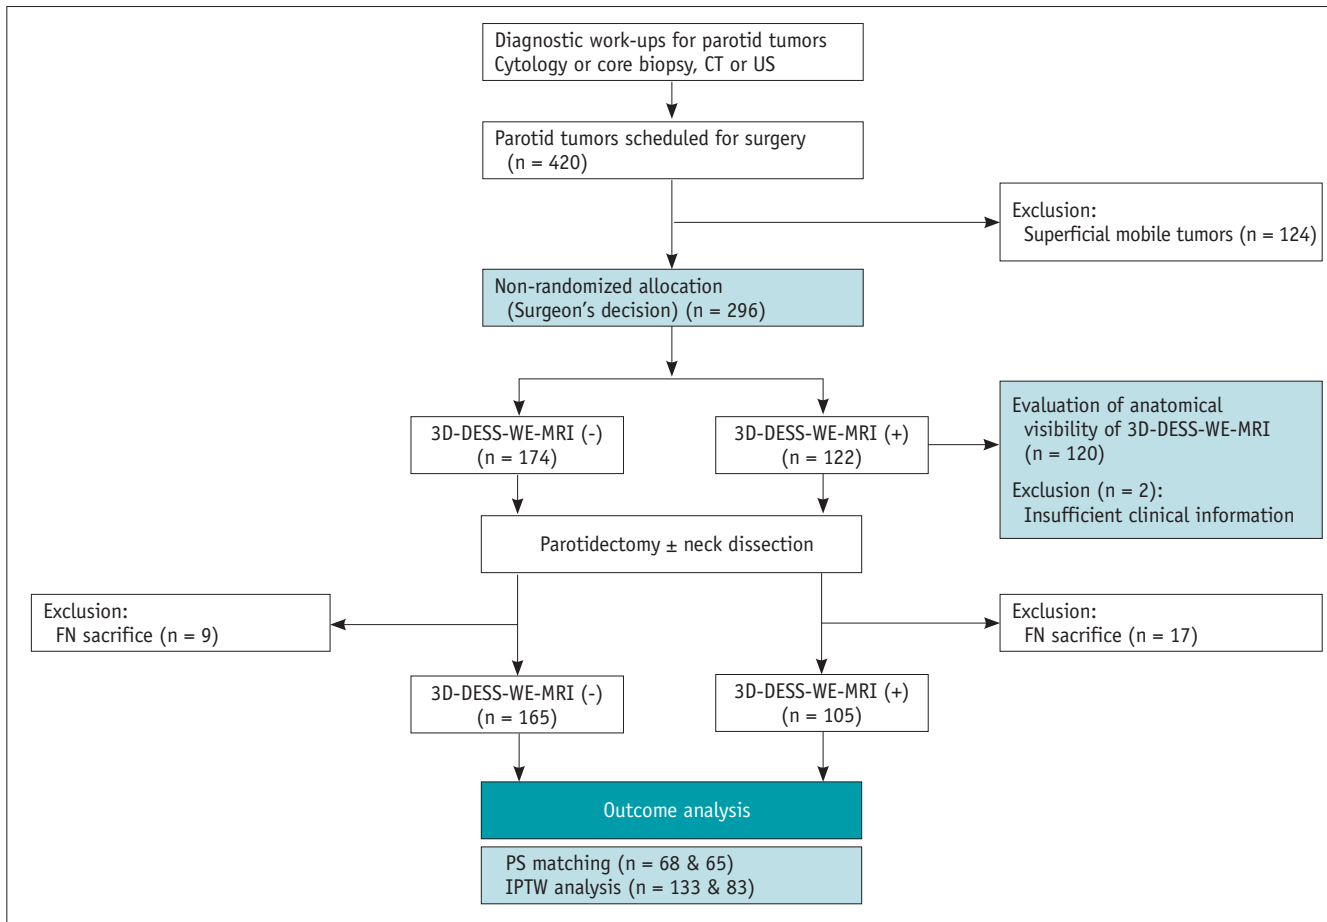 Diagnostic work-ups for parotid tumors
Cytology or core biopsy, CT or US
Parotid tumors scheduled for surgery
(n = 420)
Exclusion:
Superficial mobile tumors (n = 124)
Non-randomized allocation
(Surgeon's decision) (n = 296)
3D-DESS-WE-MRI (-)
(n = 174)
3D-DESS-WE-MRI (+)
(n = 122)
Evaluation of anatomical
visibility of 3D-DESS-WE-MRI
(n = 120)
Exclusion (n = 2):
Insufficient clinical information
Parotidectomy ± neck dissection
Exclusion:
FN sacrifice (n = 9)
Exclusion:
FN sacrifice (n = 17)
3D-DESS-WE-MRI (-)
(n = 165)
3D-DESS-WE-MRI (+)
(n = 105)
Outcome analysis
PS matching (n = 68 & 65)
IPTW analysis (n = 133 & 83)